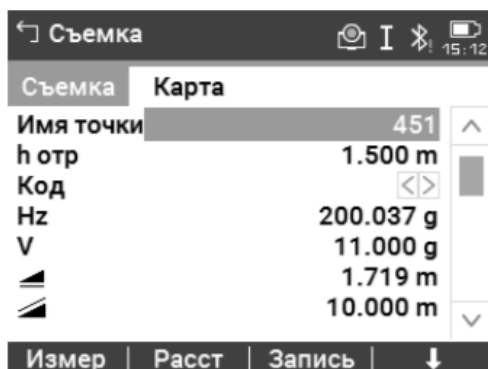 Съемка
15:12
Съемка Карта
Имя точки 451
h отр 1.500 m
Код
Hz 200.037 g
V 11.000 g
1.719 m
10.000 m
Измер | Расст | Запись |